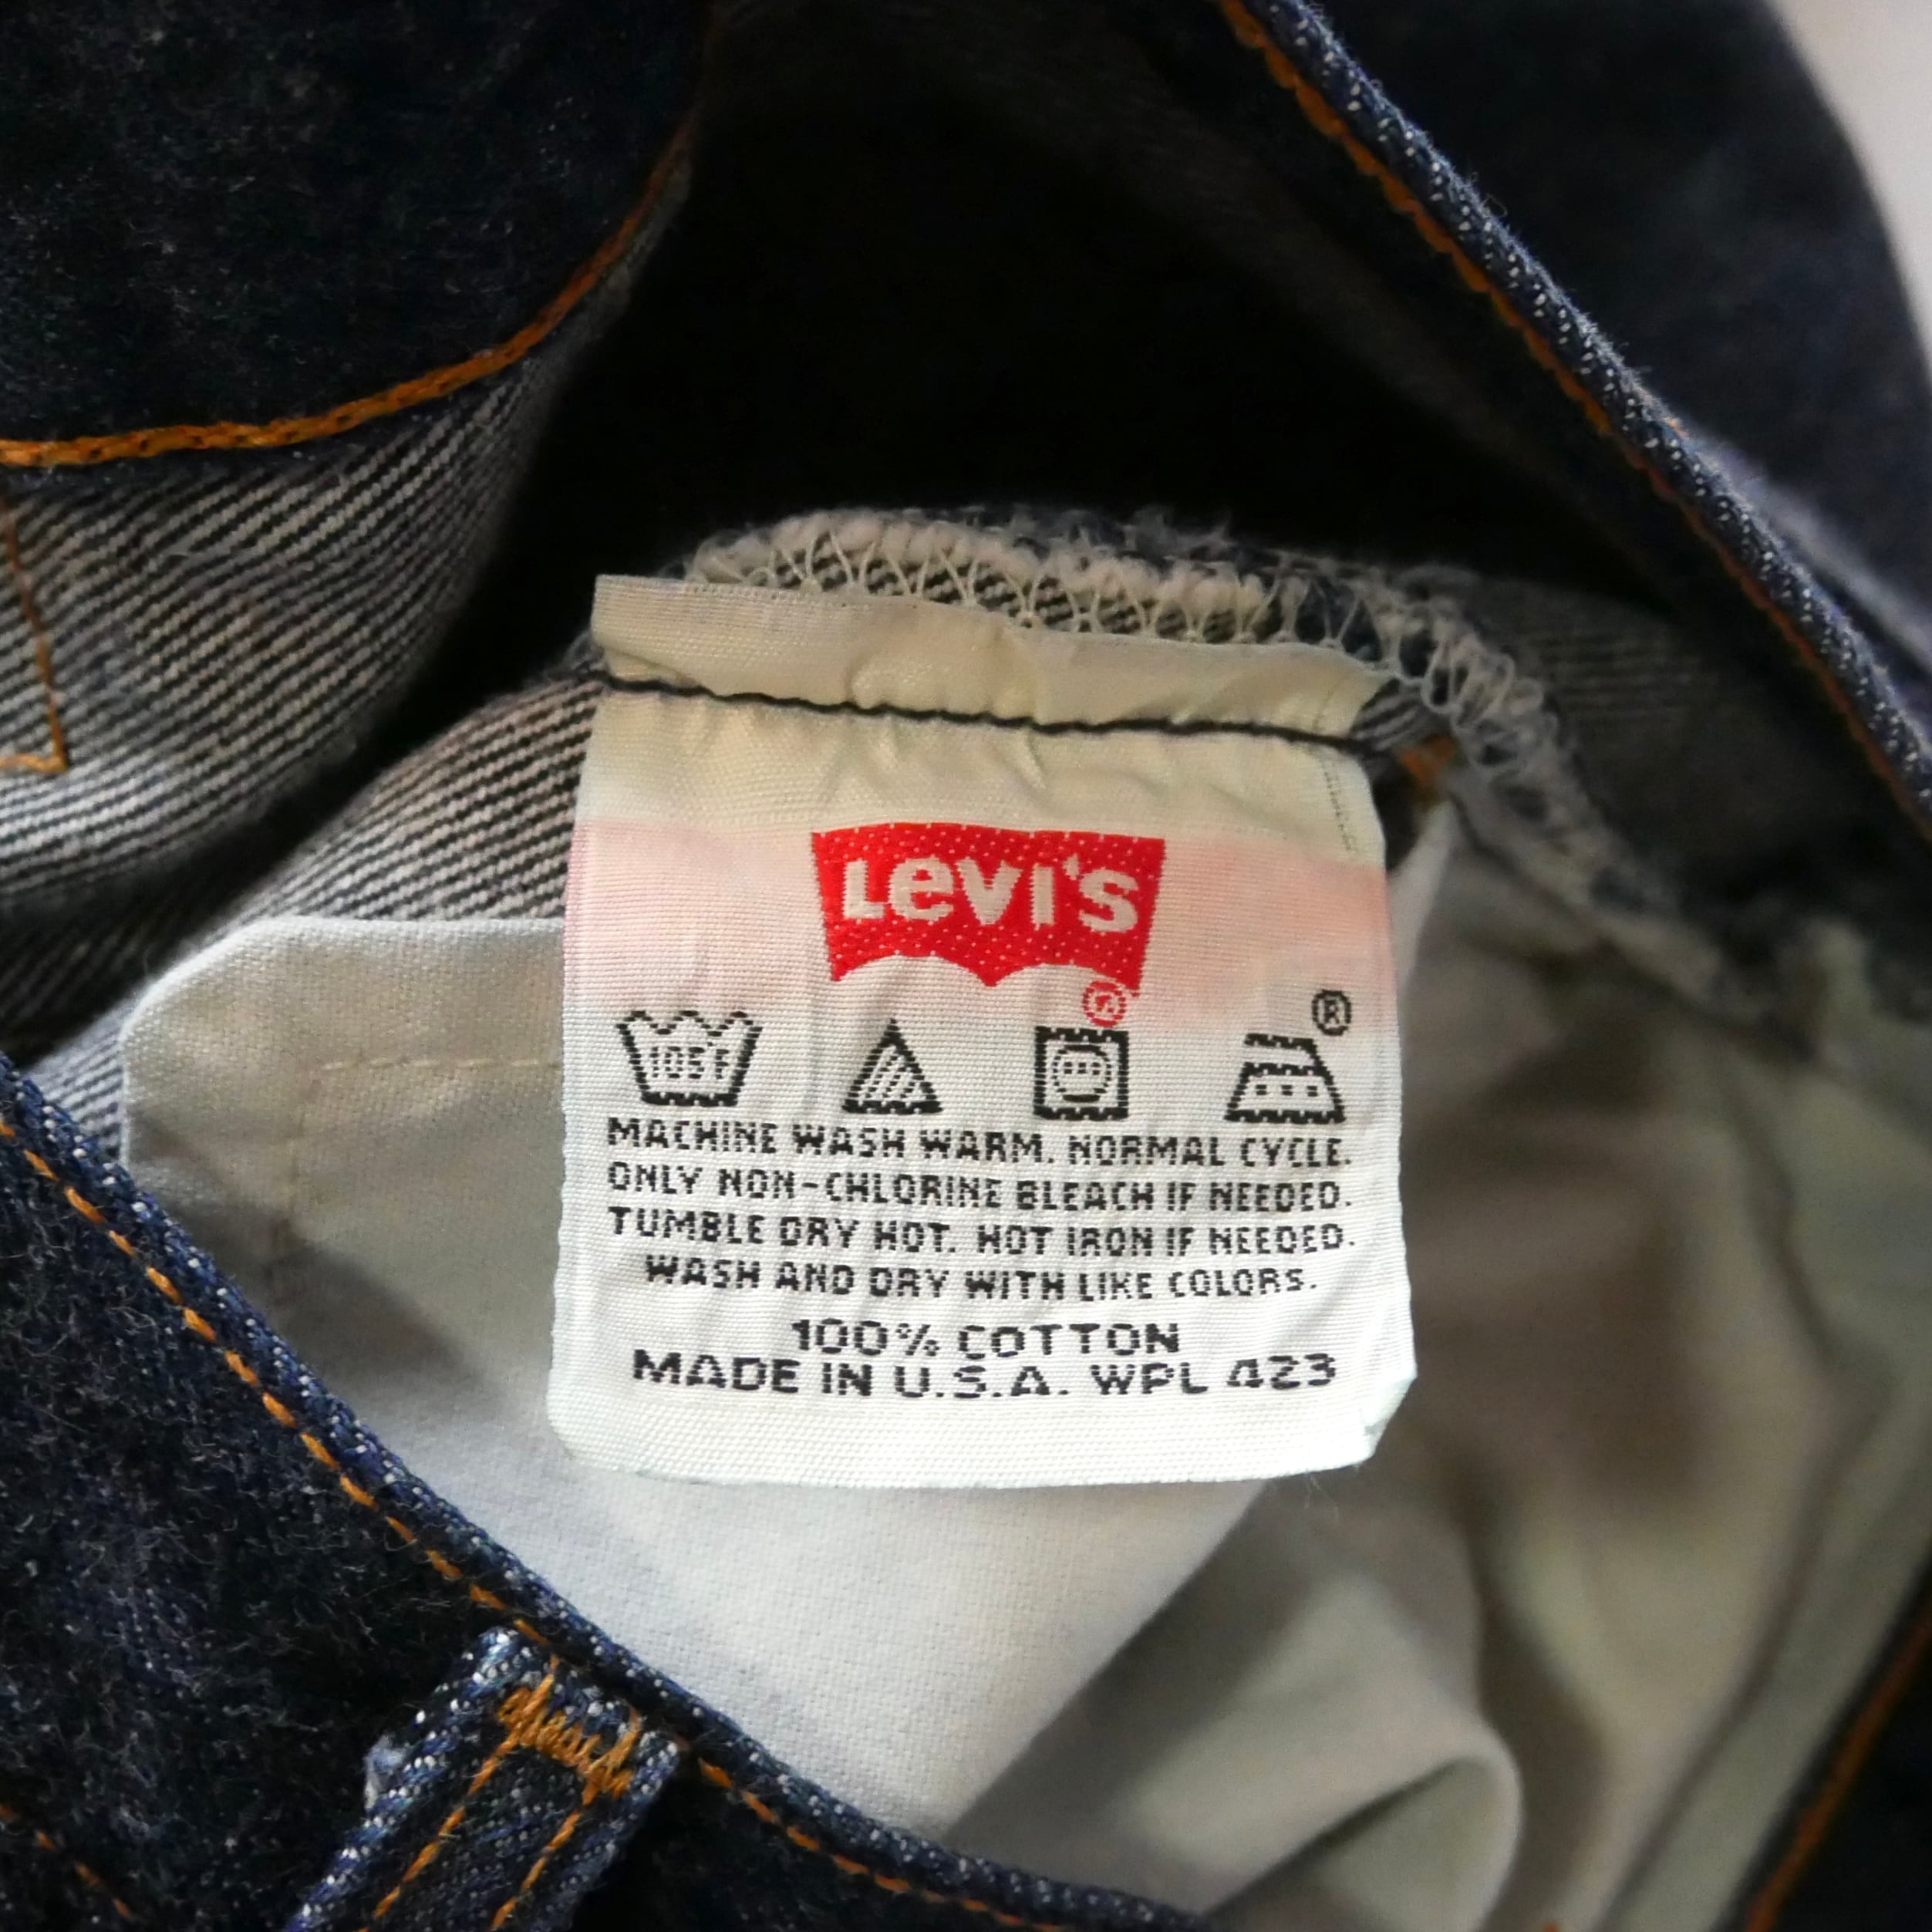 Levi's
®
®
105F
MACHINE WASH WARM. NORMAL CYCLE.
ONLY NON-CHLORINE BLEACH IF NEEDED.
TUMBLE DRY HOT. HOT IRON IF NEEDED.
WASH AND DRY WITH LIKE COLORS.
100% COTTON
MADE IN U.S.A. WPL 423